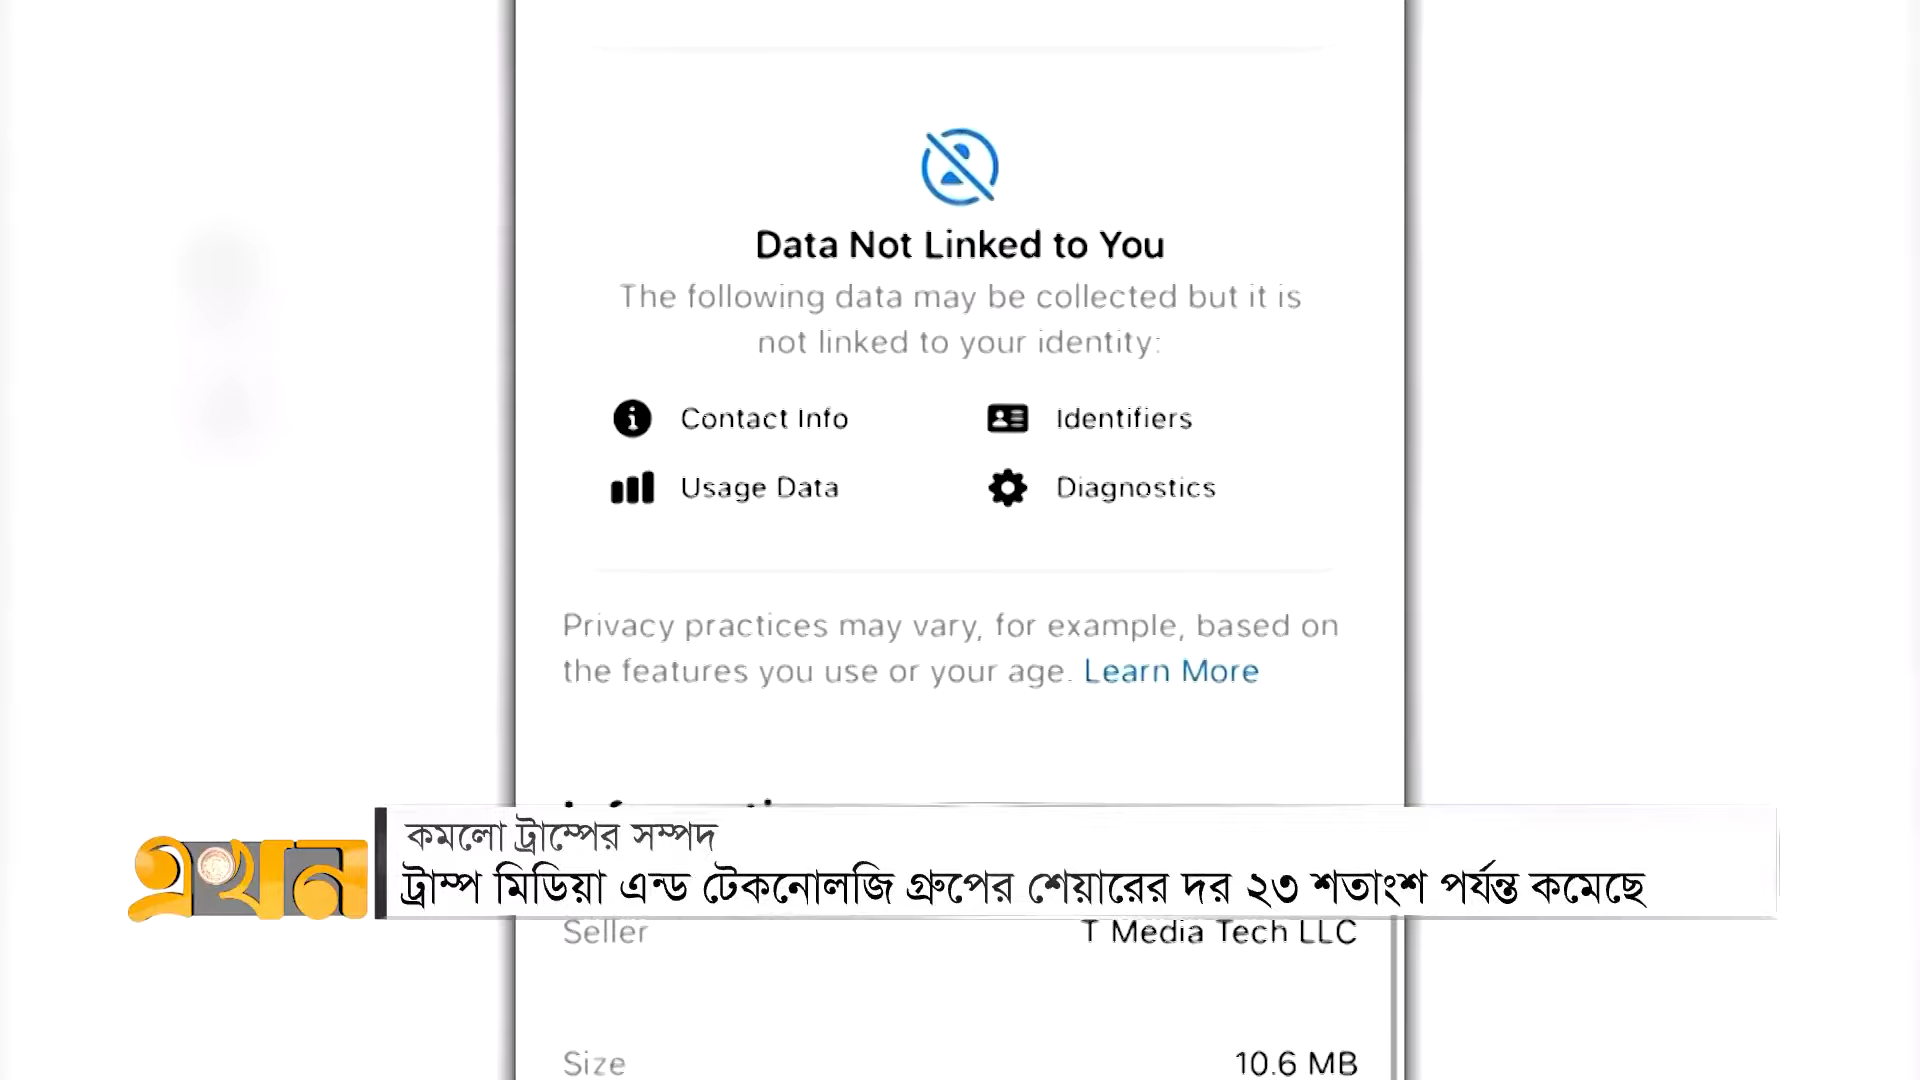 Data Not Linked to You
The following data may be collected but it is
not linked to your identity:
Contact Info
Identifiers
Usage Data
Diagnostics
Privacy practices may vary, for example, based on
the features you use or your age. Learn More
কমলো ট্রাম্পের সম্পদ
এখন
ট্রাম্প মিডিয়া এন্ড টেকনোলজি গ্রুপের শেয়ারের দর ২৩ শতাংশ পর্যন্ত কমেছে
Seller T Media Tech LLC
Size 10.6 MB